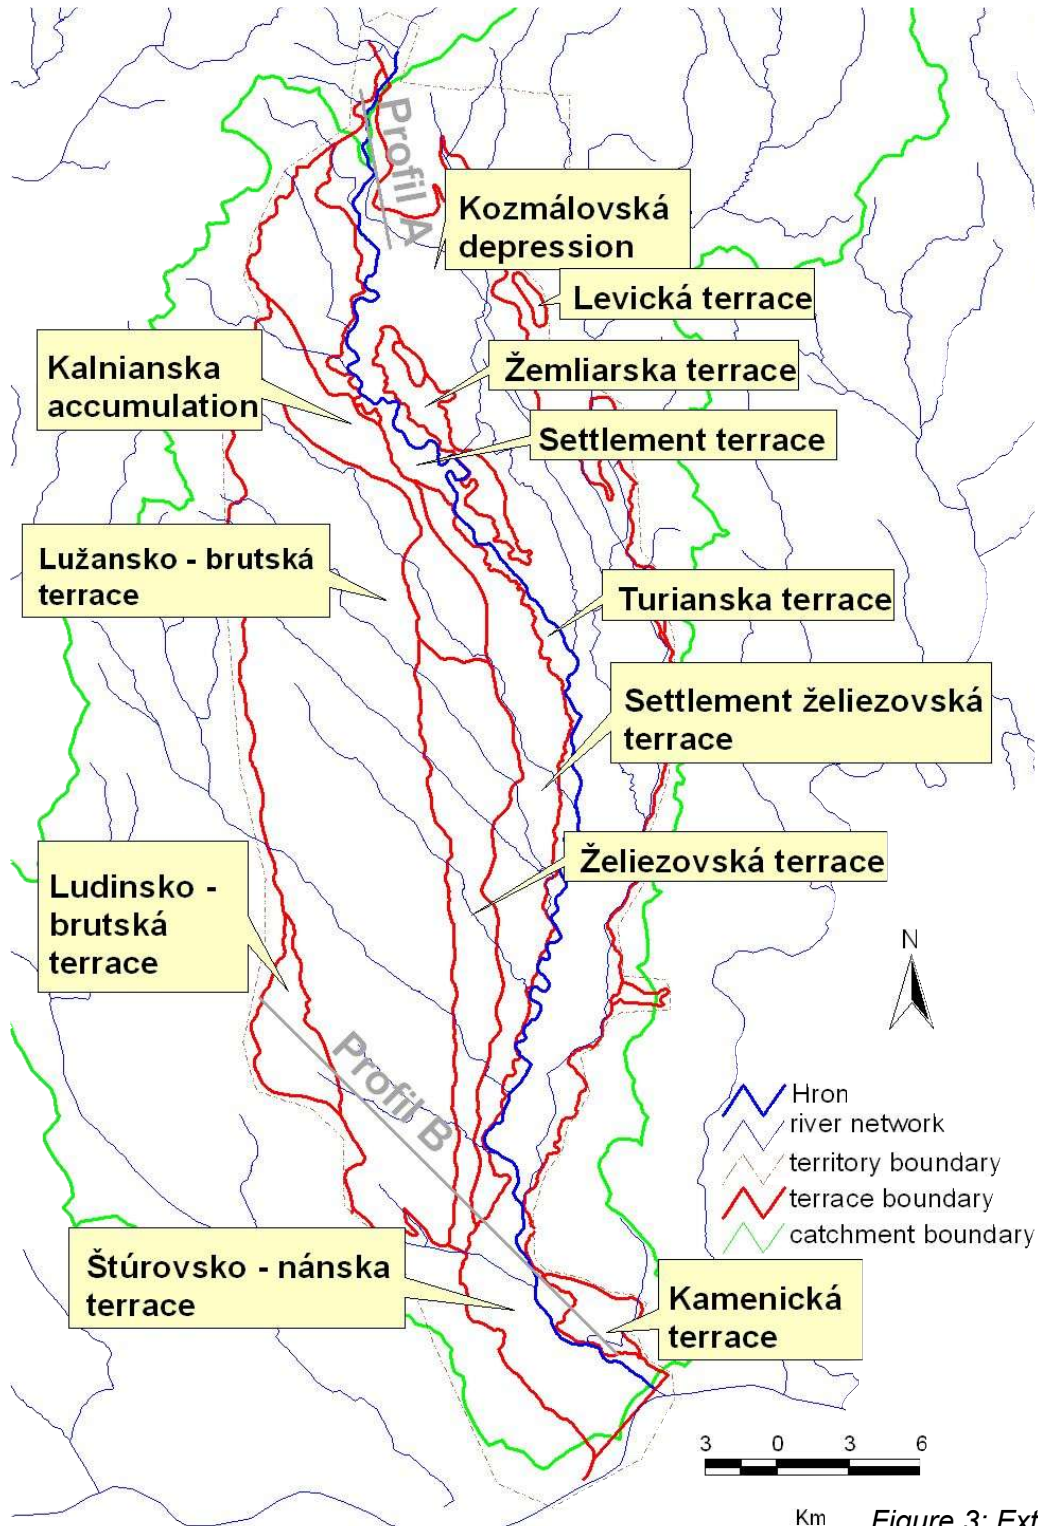 Profil A
Kozmálovská
depression
Levická terrace
Kalnianska
accumulation
Žemliarska terrace
Settlement terrace
Lužansko - brutská
terrace
Turianska terrace
Settlement želiezovská
terrace
Želiezovská terrace
Ludinsko -
brutská
terrace
N
Profil B
Hron
river network
territory boundary
terrace boundary
catchment boundary
Štúrovsko - nánska
terrace
Kamenická
terrace
3 0 3 6
Km
Figure 3: Ext